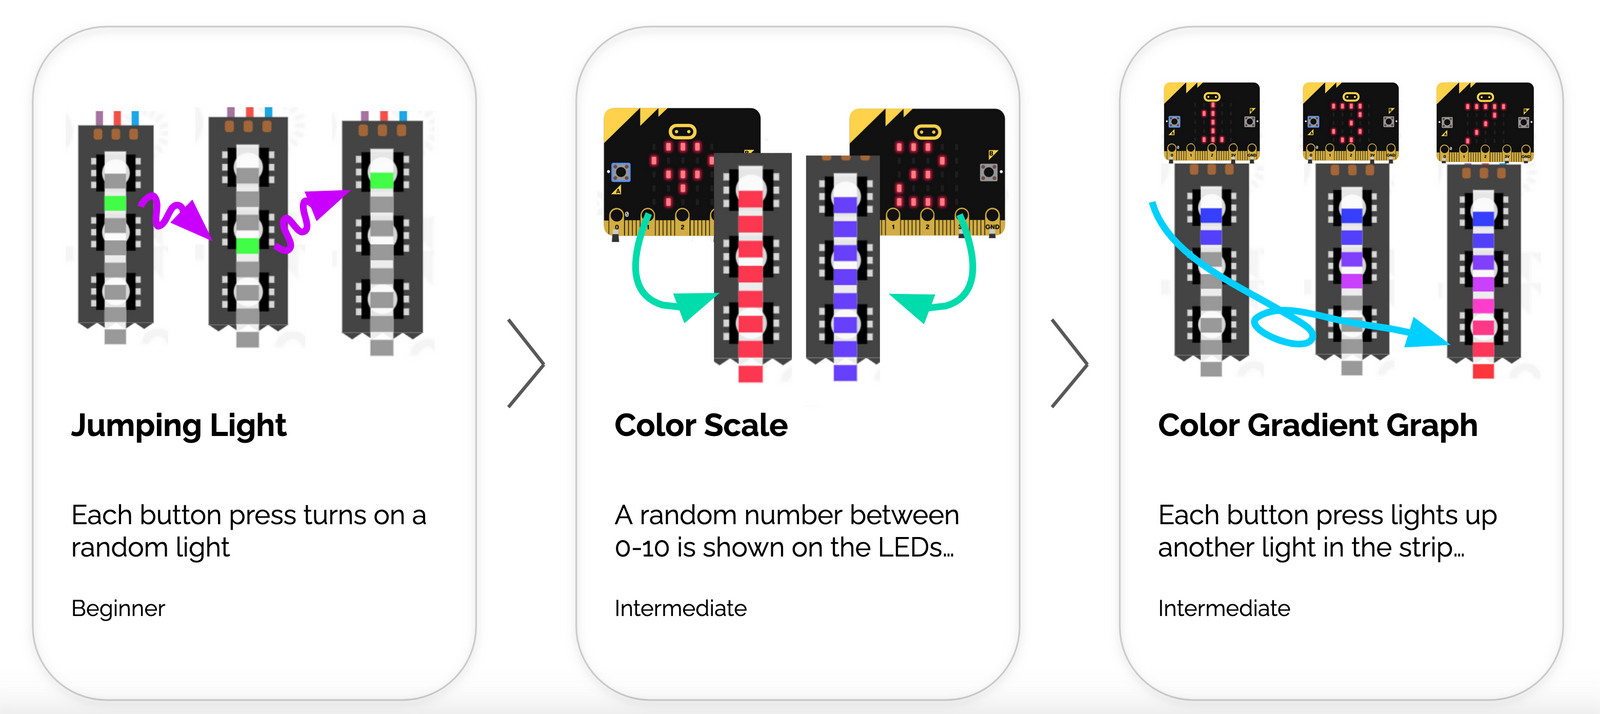 Jumping Light
Each button press turns on a
random light
Beginner
Color Scale
A random number between
0-10 is shown on the LEDs...
Intermediate
Color Gradient Graph
Each button press lights up
another light in the strip...
Intermediate